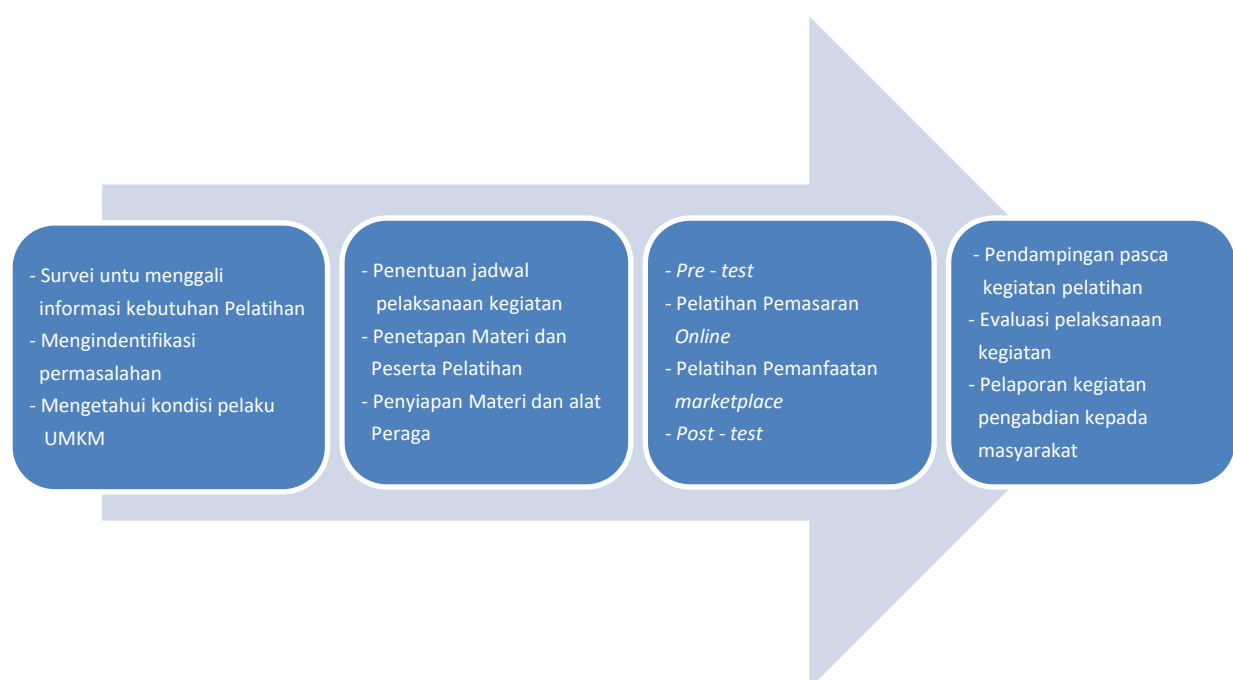 - Survei untu menggali
informasi kebutuhan Pelatihan
- Mengindentifikasi
permasalahan
- Mengetahui kondisi pelaku
UMKM
- Penentuan jadwal
pelaksanaan kegiatan
- Penetapan Materi dan
Peserta Pelatihan
- Penyiapan Materi dan alat
Peraga
- Pre - test
- Pelatihan Pemasaran
Online
- Pelatihan Pemanfaatan
marketplace
- Post - test
- Pendampingan pasca
kegiatan pelatihan
- Evaluasi pelaksanaan
kegiatan
- Pelaporan kegiatan
pengabdian kepada
masyarakat